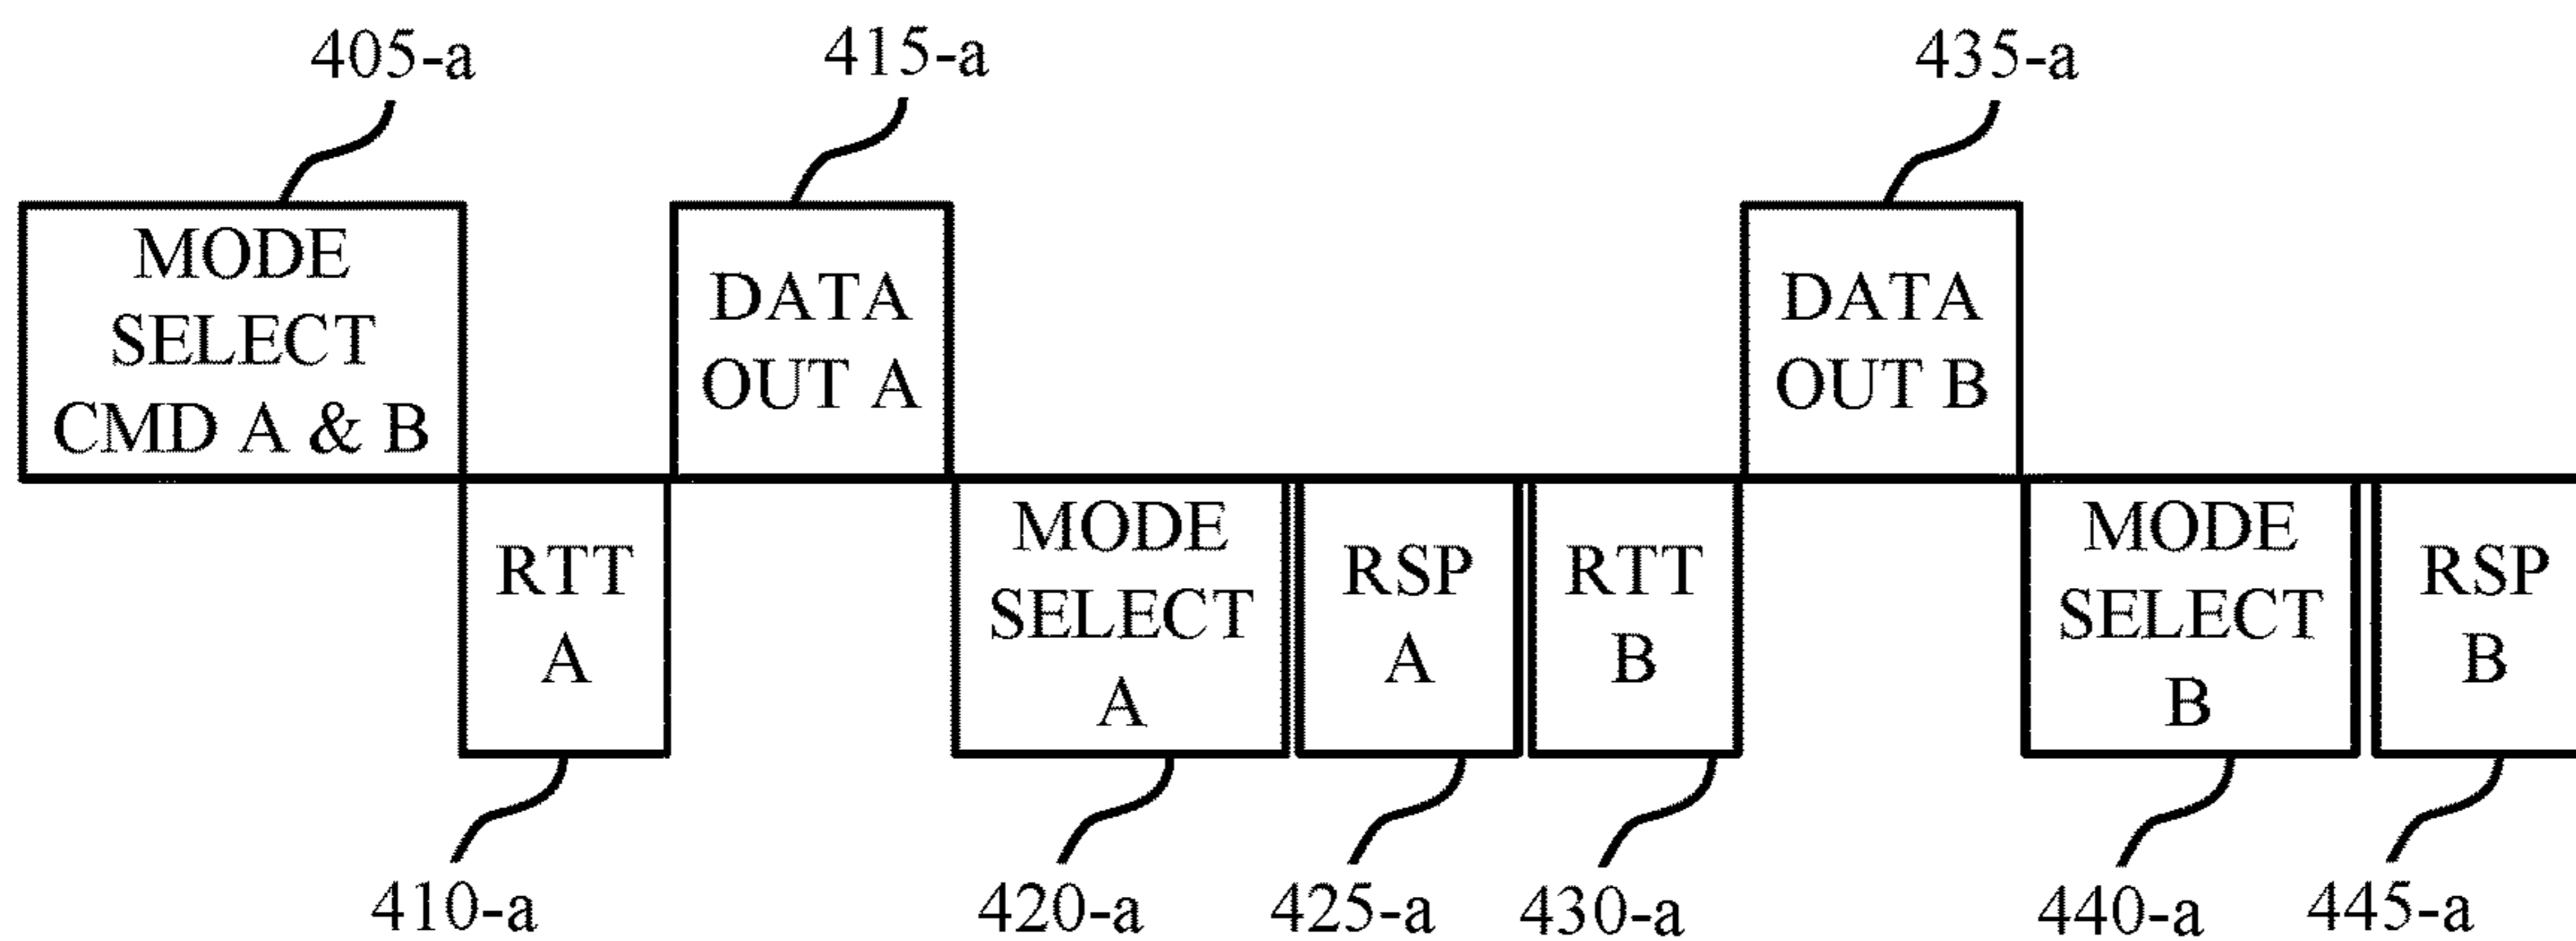 405-a
415-a
435-a
MODE
SELECT
CMD A & B
DATA
OUT A
DATA
OUT B
RTT
A
MODE
SELECT
A
RSP
A
RTT
B
MODE
SELECT
B
RSP
B
410-a
420-a
425-a
430-a
440-a
445-a